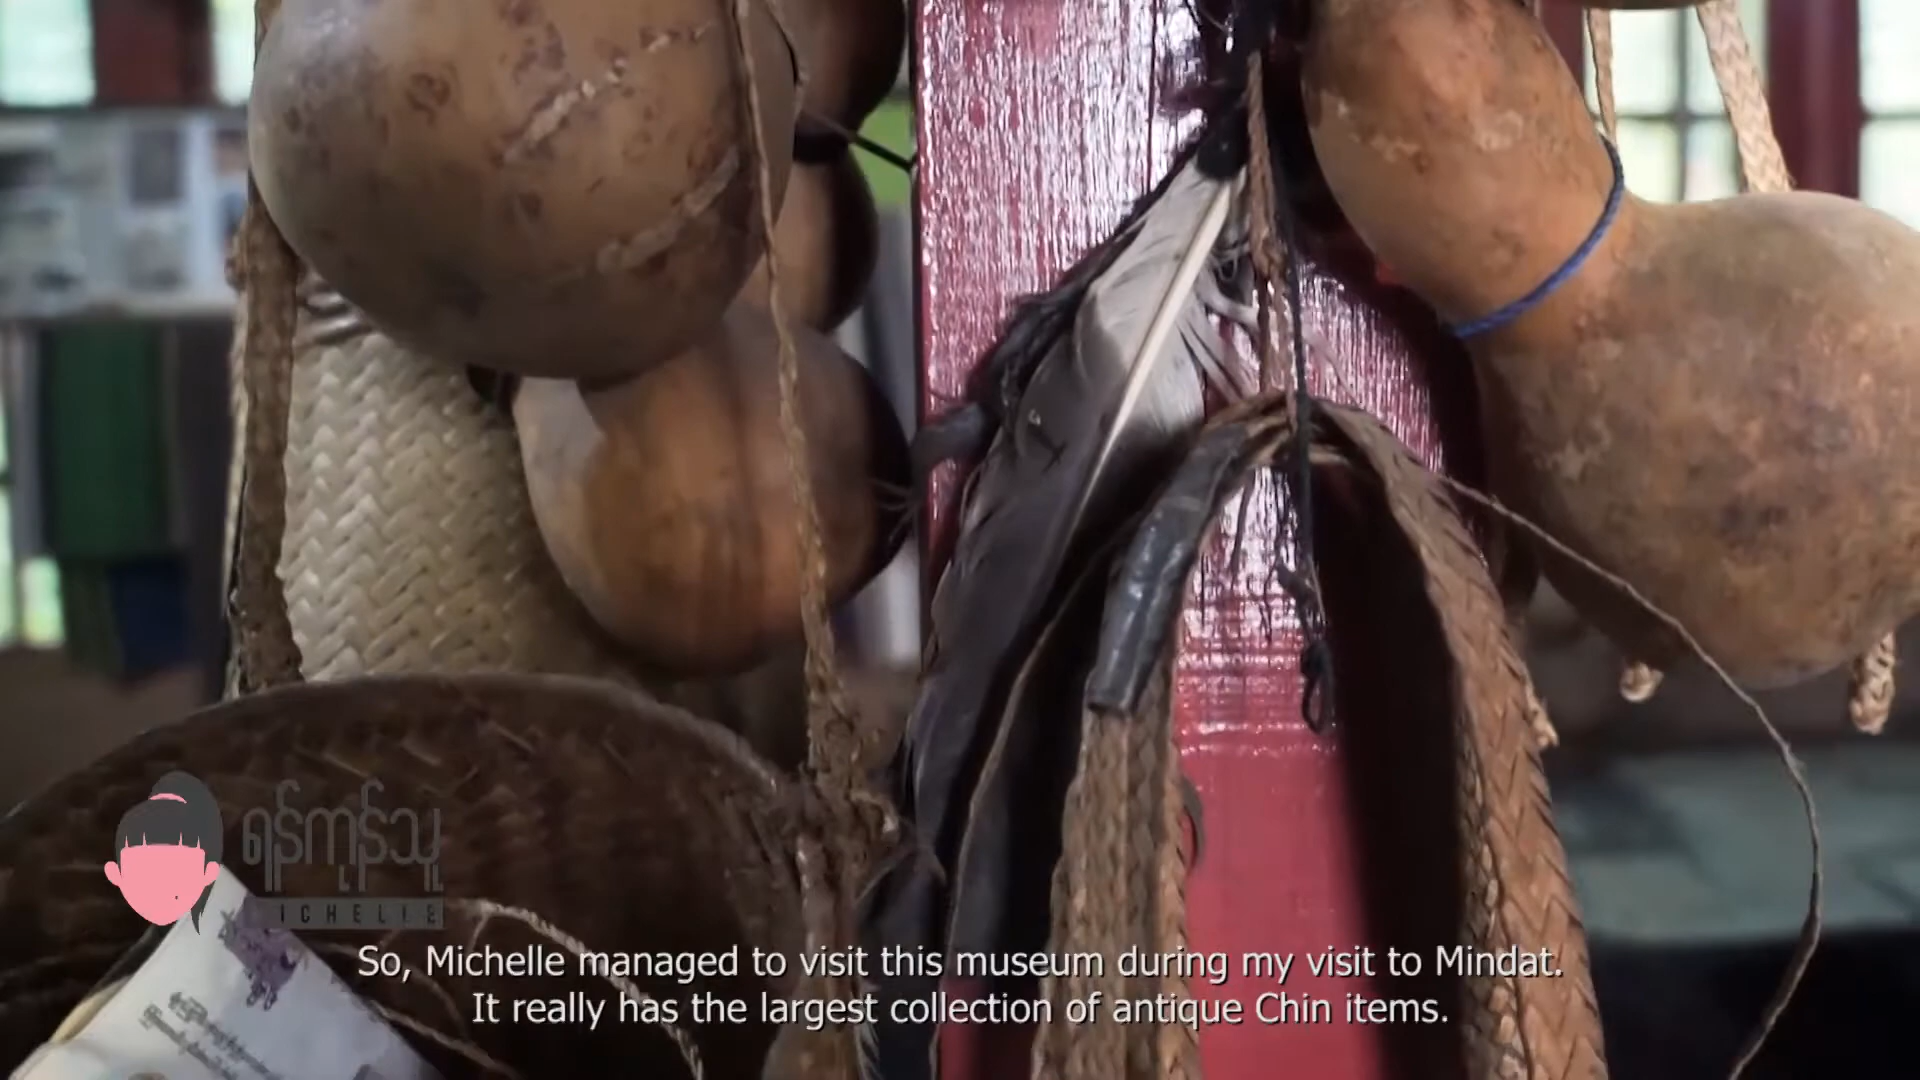 ရန်ကုန်သူ
MICHELLE
So, Michelle managed to visit this museum during my visit to Mindat.
It really has the largest collection of antique Chin items.